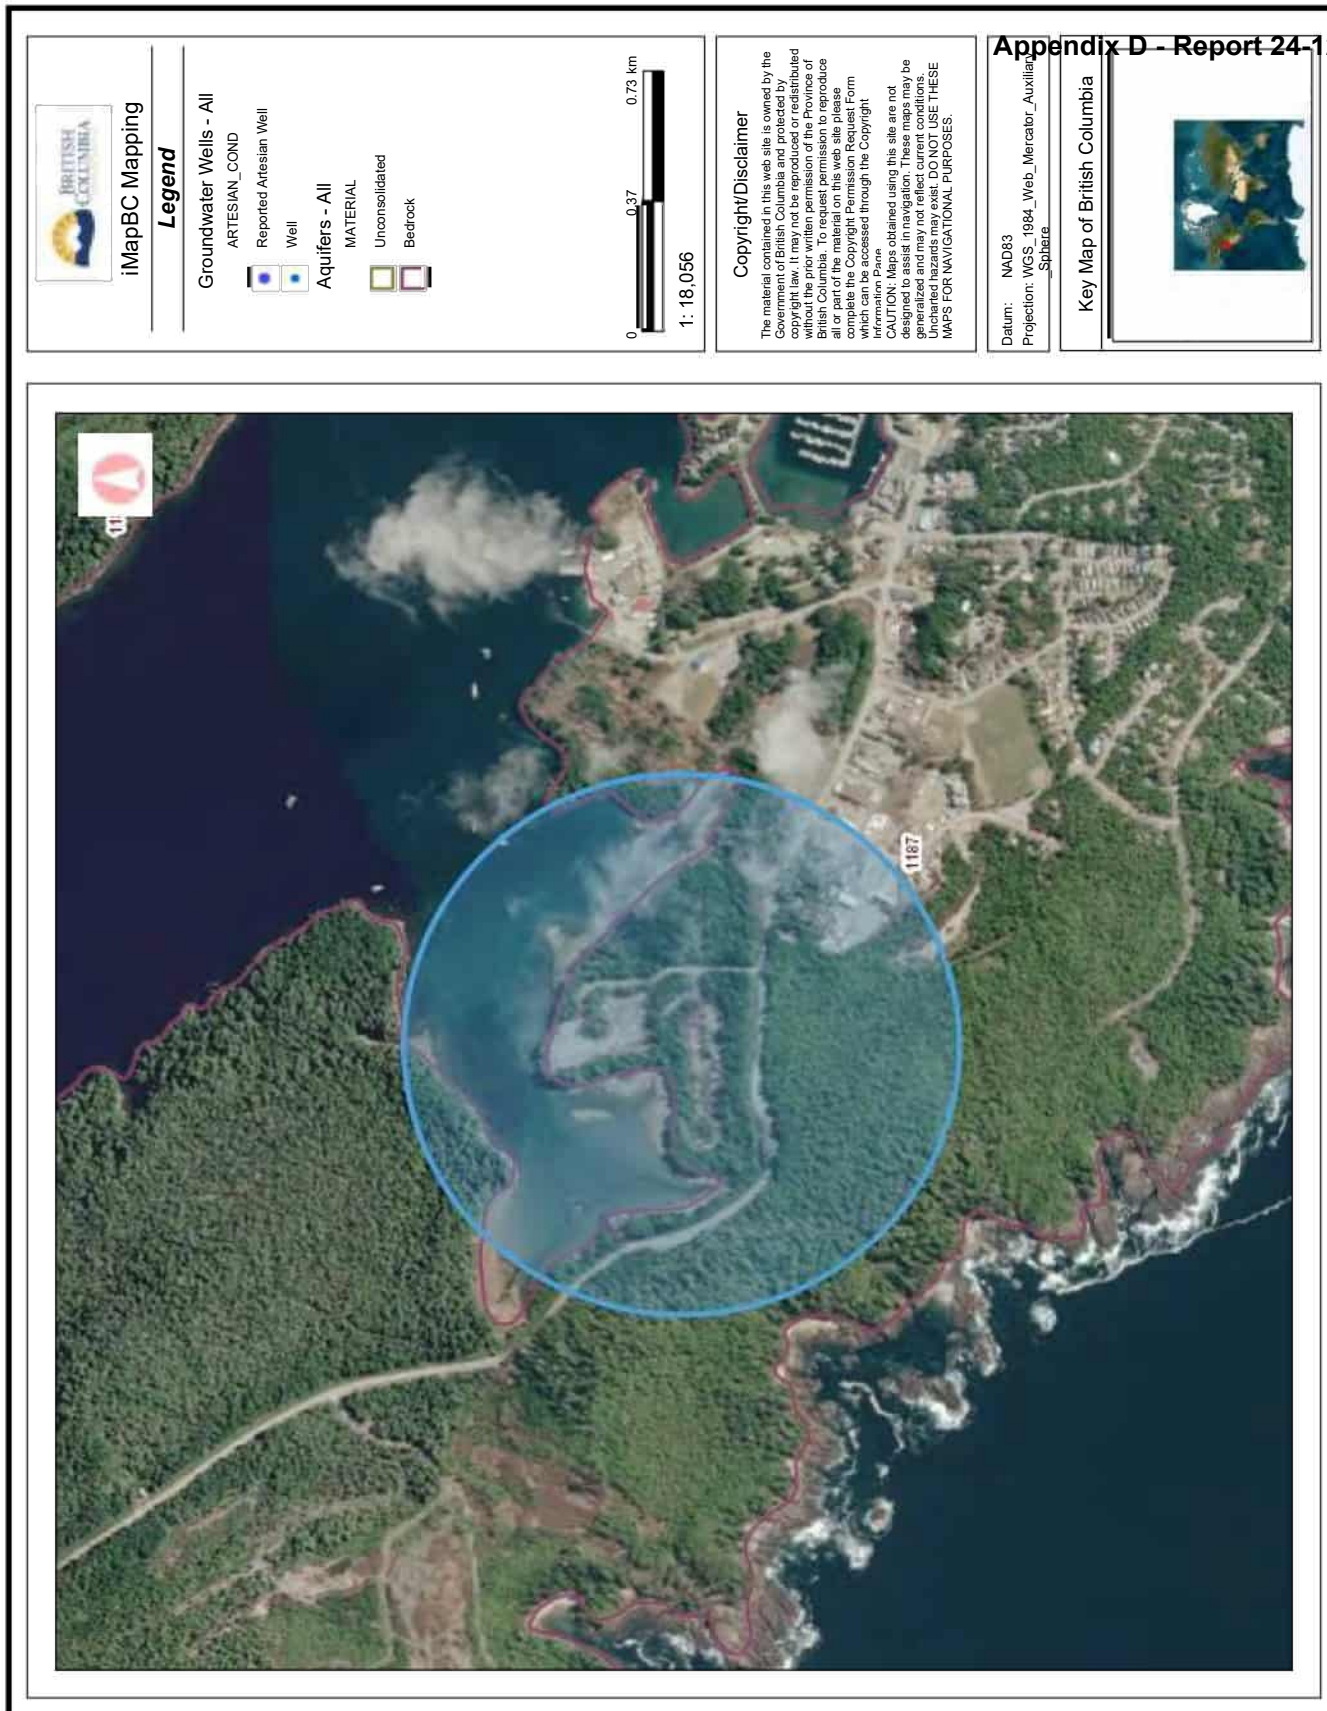 Appendix D - Report 24-1
BRITISH
COLUMBIA
iMapBC Mapping
Legend
Groundwater Wells - All
ARTESIAN_COND
Reported Artesian Well
Well
Aquifers - All
MATERIAL
Unconsolidated
Bedrock
0 0.37 0.73 km
1: 18,056
Copyright/Disclaimer
The material contained in this web site is owned by the
Government of British Columbia and protected by
copyright law. It may not be reproduced or redistributed
without the prior written permission of the Province of
British Columbia. To request permission to reproduce
all or part of the material on this web site please
complete the Copyright Permission Request Form
which can be accessed through the Copyright
Information Page
CAUTION: Maps obtained using this site are not
designed to assist in navigation. These maps may be
generalized and may not reflect current conditions.
Uncharted hazards may exist. DO NOT USE THESE
MAPS FOR NAVIGATIONAL PURPOSES.
Datum: NAD83
Projection: WGS_1984_Web_Mercator_Auxiliary
_Sphere
Key Map of British Columbia
1187